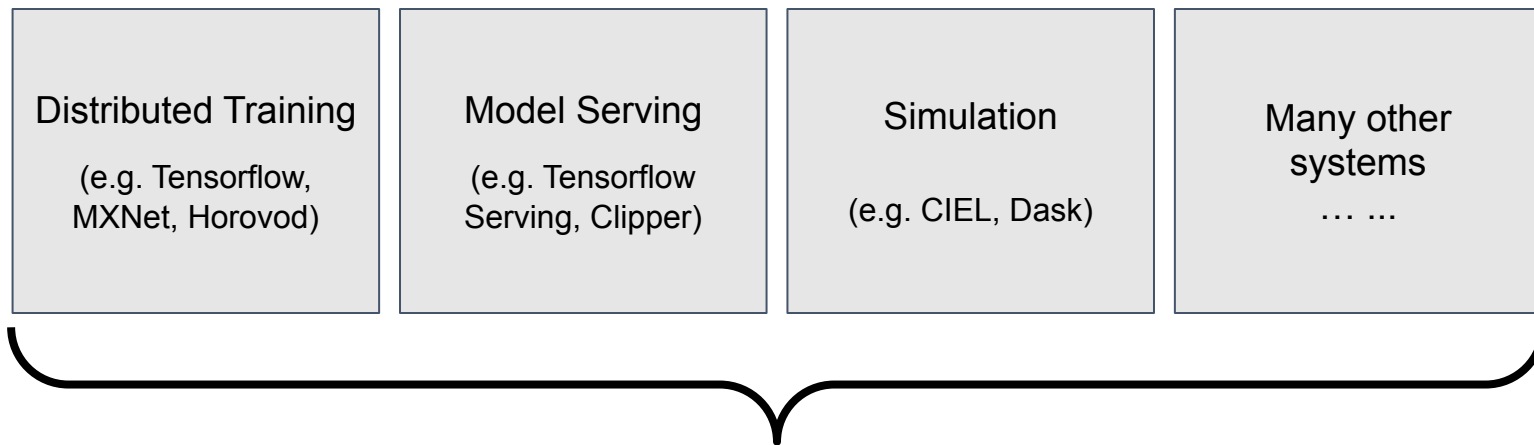 Distributed Training
(e.g. Tensorflow,
MXNet, Horovod)
Model Serving
(e.g. Tensorflow
Serving, Clipper)
Simulation
(e.g. CIEL, Dask)
Many other
systems
… ...